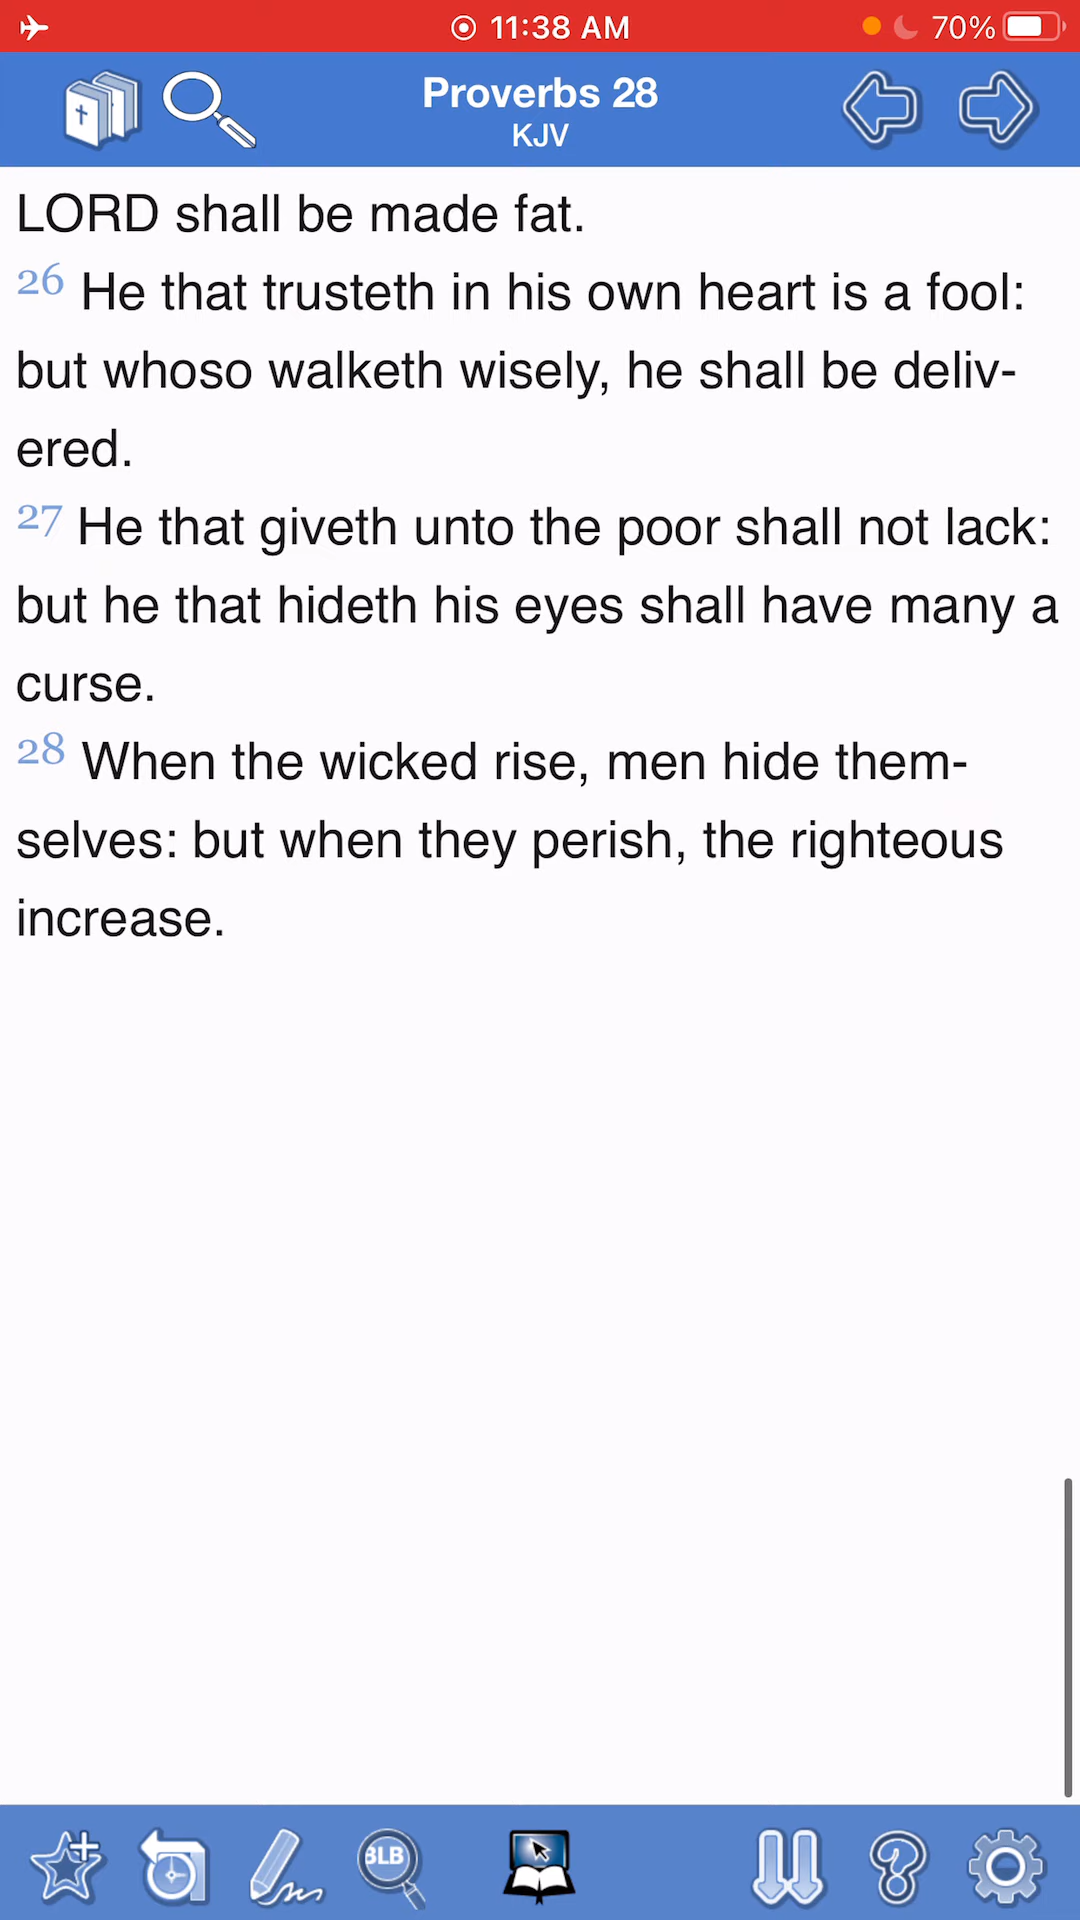 11:38 AM
70%
Proverbs 28
KJV
LORD shall be made fat.
26 He that trusteth in his own heart is a fool:
but whoso walketh wisely, he shall be deliv-
ered.
27 He that giveth unto the poor shall not lack:
but he that hideth his eyes shall have many a
curse.
28 When the wicked rise, men hide them-
selves: but when they perish, the righteous
increase.
BLB